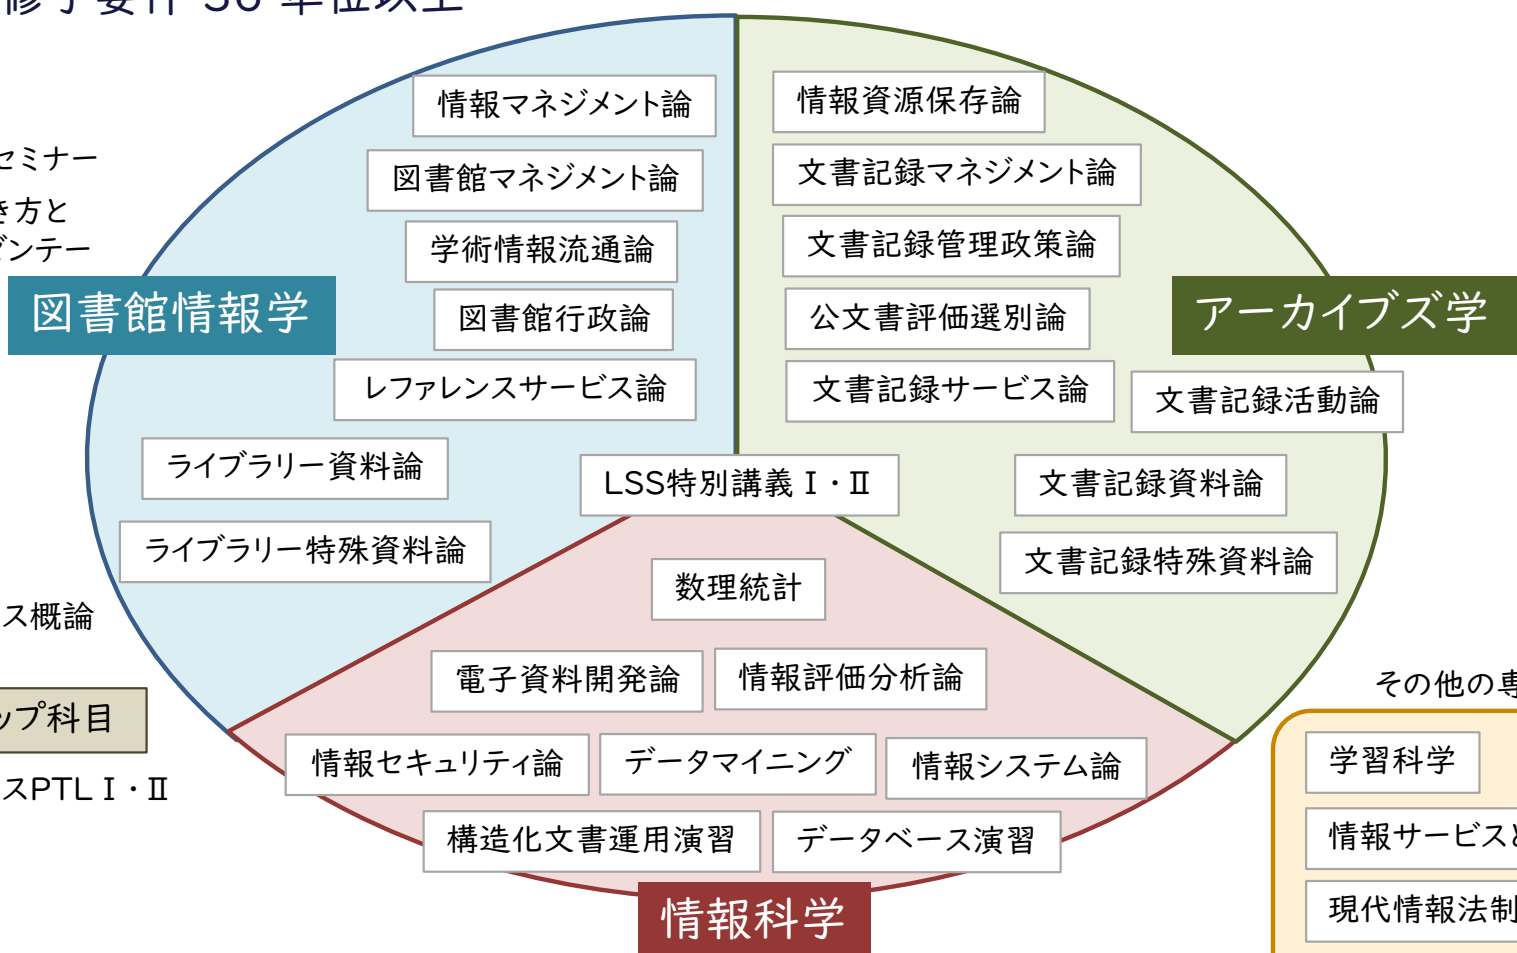 修了要件 36 単位以上
セミナー
き方と
ダンテー
図書館情報学
情報マネジメント論
図書館マネジメント論
学術情報流通論
図書館行政論
レファレンスサービス論
ライブラリー資料論
ライブラリー特殊資料論
情報資源保存論
文書記録マネジメント論
文書記録管理政策論
公文書評価選別論
文書記録サービス論
アーカイブズ学
文書記録活動論
文書記録資料論
文書記録特殊資料論
LSS特別講義 I・II
数理統計
電子資料開発論
情報評価分析論
情報セキュリティ論
データマイニング
情報システム論
構造化文書運用演習
データベース演習
情報科学
ス概論
ップ科目
スPTL I・II
その他の専
学習科学
情報サービスと
現代情報法制